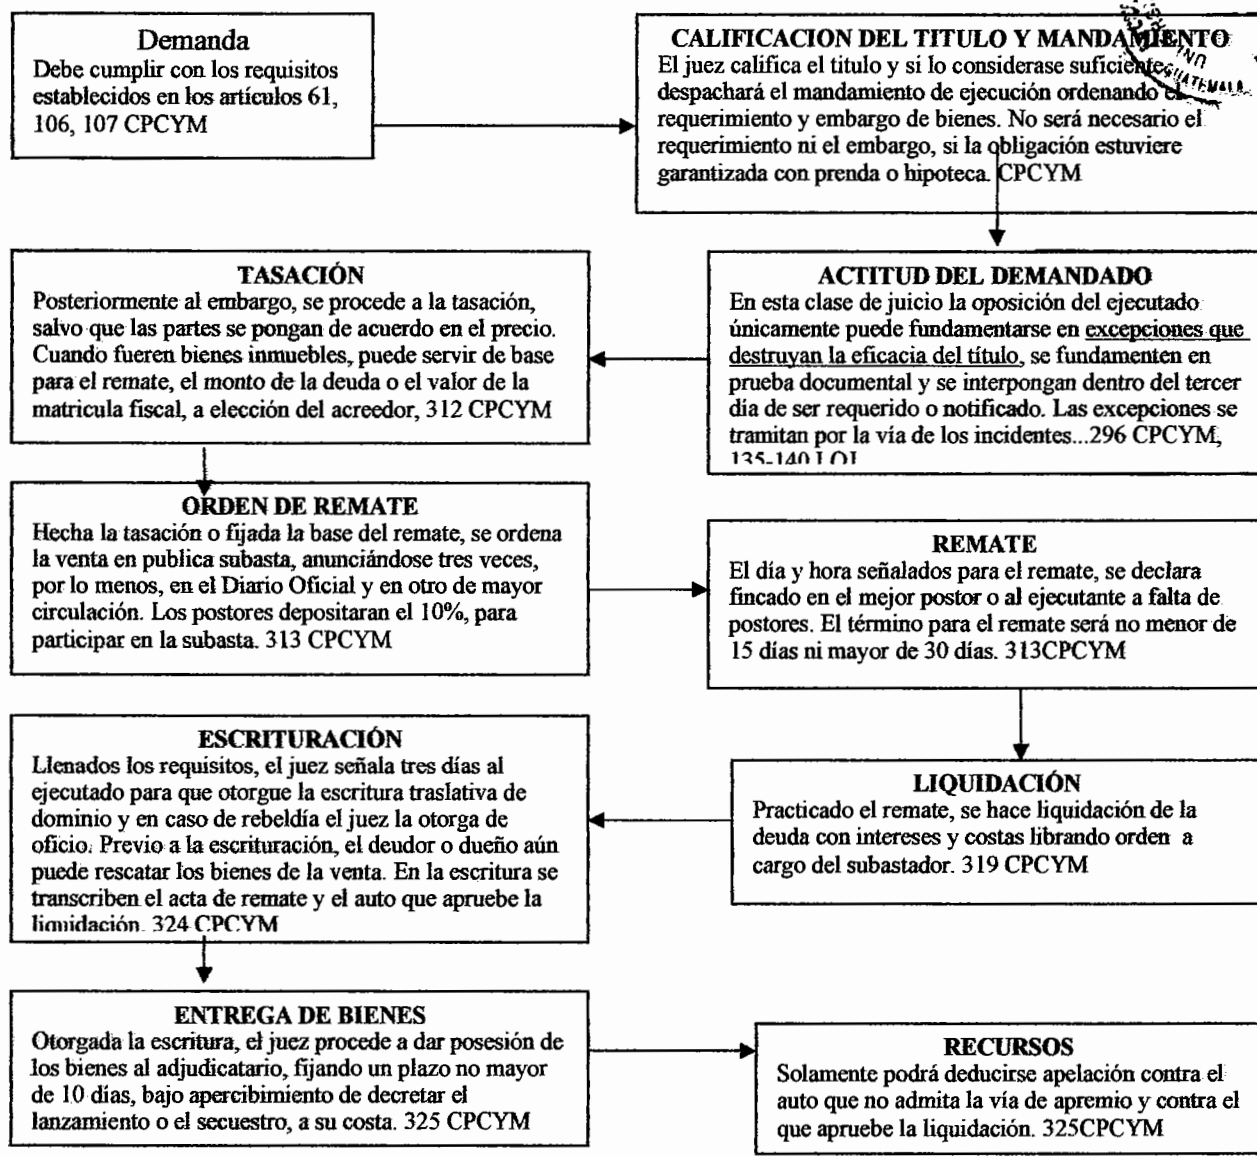 Demanda
Debe cumplir con los requisitos
establecidos en los artículos 61,
106, 107 CPCYM
CALIFICACION DEL TITULO Y MANDAMIENTO
El juez califica el titulo y si lo considerase suficiente
despachará el mandamiento de ejecución ordenando el
requerimiento y embargo de bienes. No será necesario el
requerimiento ni el embargo, si la obligación estuviere
garantizada con prenda o hipoteca. CPCYM
GUATEMALA
ACTITUD DEL DEMANDADO
En esta clase de juicio la oposición del ejecutado
únicamente puede fundamentarse en excepciones que
destruyan la eficacia del título, se fundamenten en
prueba documental y se interpongan dentro del tercer
día de ser requerido o notificado. Las excepciones se
tramitan por la vía de los incidentes...296 CPCYM,
135-140 LOJ
TASACIÓN
Posteriormente al embargo, se procede a la tasación,
salvo que las partes se pongan de acuerdo en el precio.
Cuando fueren bienes inmuebles, puede servir de base
para el remate, el monto de la deuda o el valor de la
matricula fiscal, a elección del acreedor, 312 CPCYM
ORDEN DE REMATE
Hecha la tasación o fijada la base del remate, se ordena
la venta en publica subasta, anunciándose tres veces,
por lo menos, en el Diario Oficial y en otro de mayor
circulación. Los postores depositaran el 10%, para
participar en la subasta. 313 CPCYM
REMATE
El día y hora señalados para el remate, se declara
fincado en el mejor postor o al ejecutante a falta de
postores. El término para el remate será no menor de
15 días ni mayor de 30 días. 313CPCYM
LIQUIDACIÓN
Practicado el remate, se hace liquidación de la
deuda con intereses y costas librando orden a
cargo del subastador. 319 CPCYM
ESCRITURACIÓN
Llenados los requisitos, el juez señala tres días al
ejecutado para que otorgue la escritura traslativa de
dominio y en caso de rebeldía el juez la otorga de
oficio. Previo a la escrituración, el deudor o dueño aún
puede rescatar los bienes de la venta. En la escritura se
transcriben el acta de remate y el auto que apruebe la
liquidación. 324 CPCYM
ENTREGA DE BIENES
Otorgada la escritura, el juez procede a dar posesión de
los bienes al adjudicatario, fijando un plazo no mayor
de 10 días, bajo apercibimiento de decretar el
lanzamiento o el secuestro, a su costa. 325 CPCYM
RECURSOS
Solamente podrá deducirse apelación contra el
auto que no admita la vía de apremio y contra el
que apruebe la liquidación. 325CPCYM